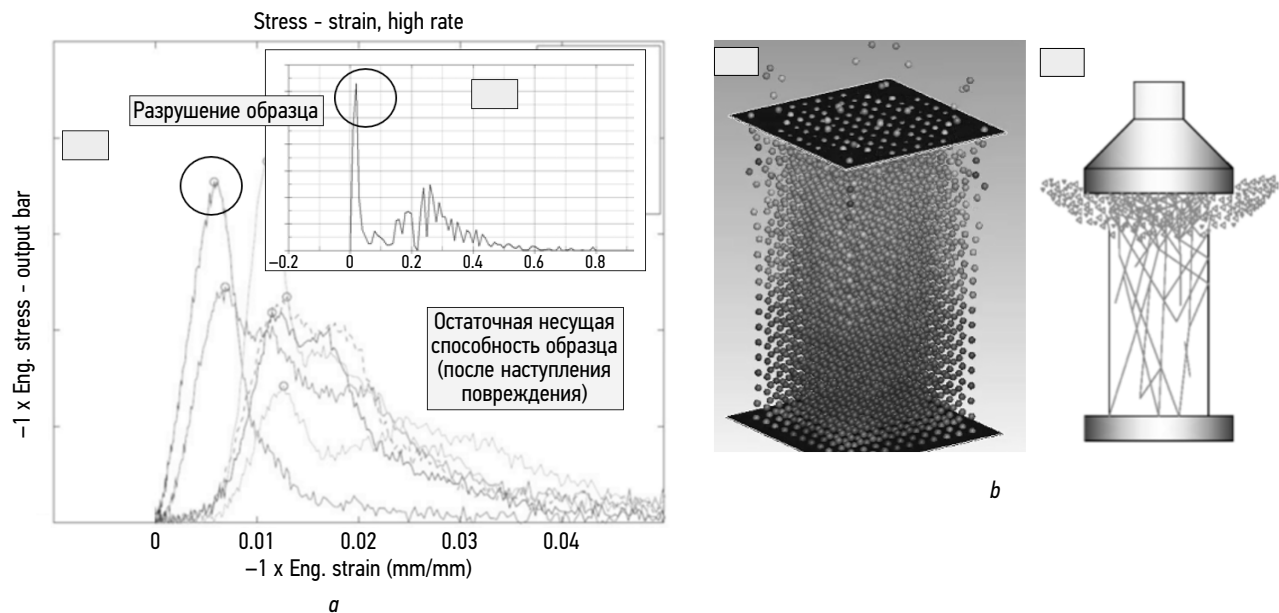 Stress - strain, high rate
Разрушение образца
−0.2 0 0.2 0.4 0.6 0.8
Остаточная несущая
способность образца
(после наступления
повреждения)
−1 x Eng. stress - output bar
0 0.01 0.02 0.03 0.04
−1 x Eng. strain (mm/mm)
a
b